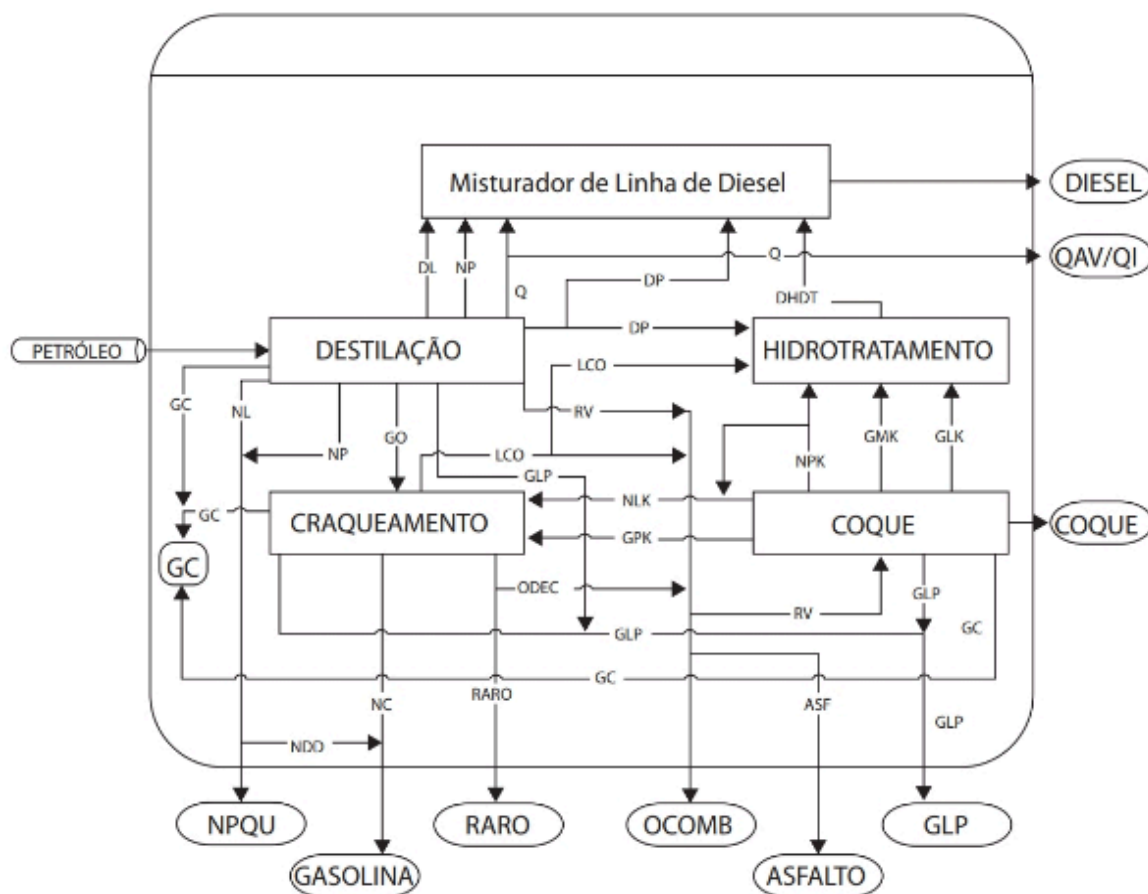 Misturador de Linha de Diesel
DIESEL
QAV/QI
DL
NP
Q
Q
DP
DHDT
PETRÓLEO
DESTILAÇÃO
DP
HIDROTRATAMENTO
LCO
GC
NL
NP
GO
RV
LCO
GLP
NPK
GMK
GLK
GC
CRAQUEAMENTO
NLK
GPK
COQUE
COQUE
GC
ODEC
RV
GLP
GC
GLP
GC
RARO
NC
ASF
GLP
NDD
NPQU
RARO
OCOMB
GLP
GASOLINA
ASFALTO